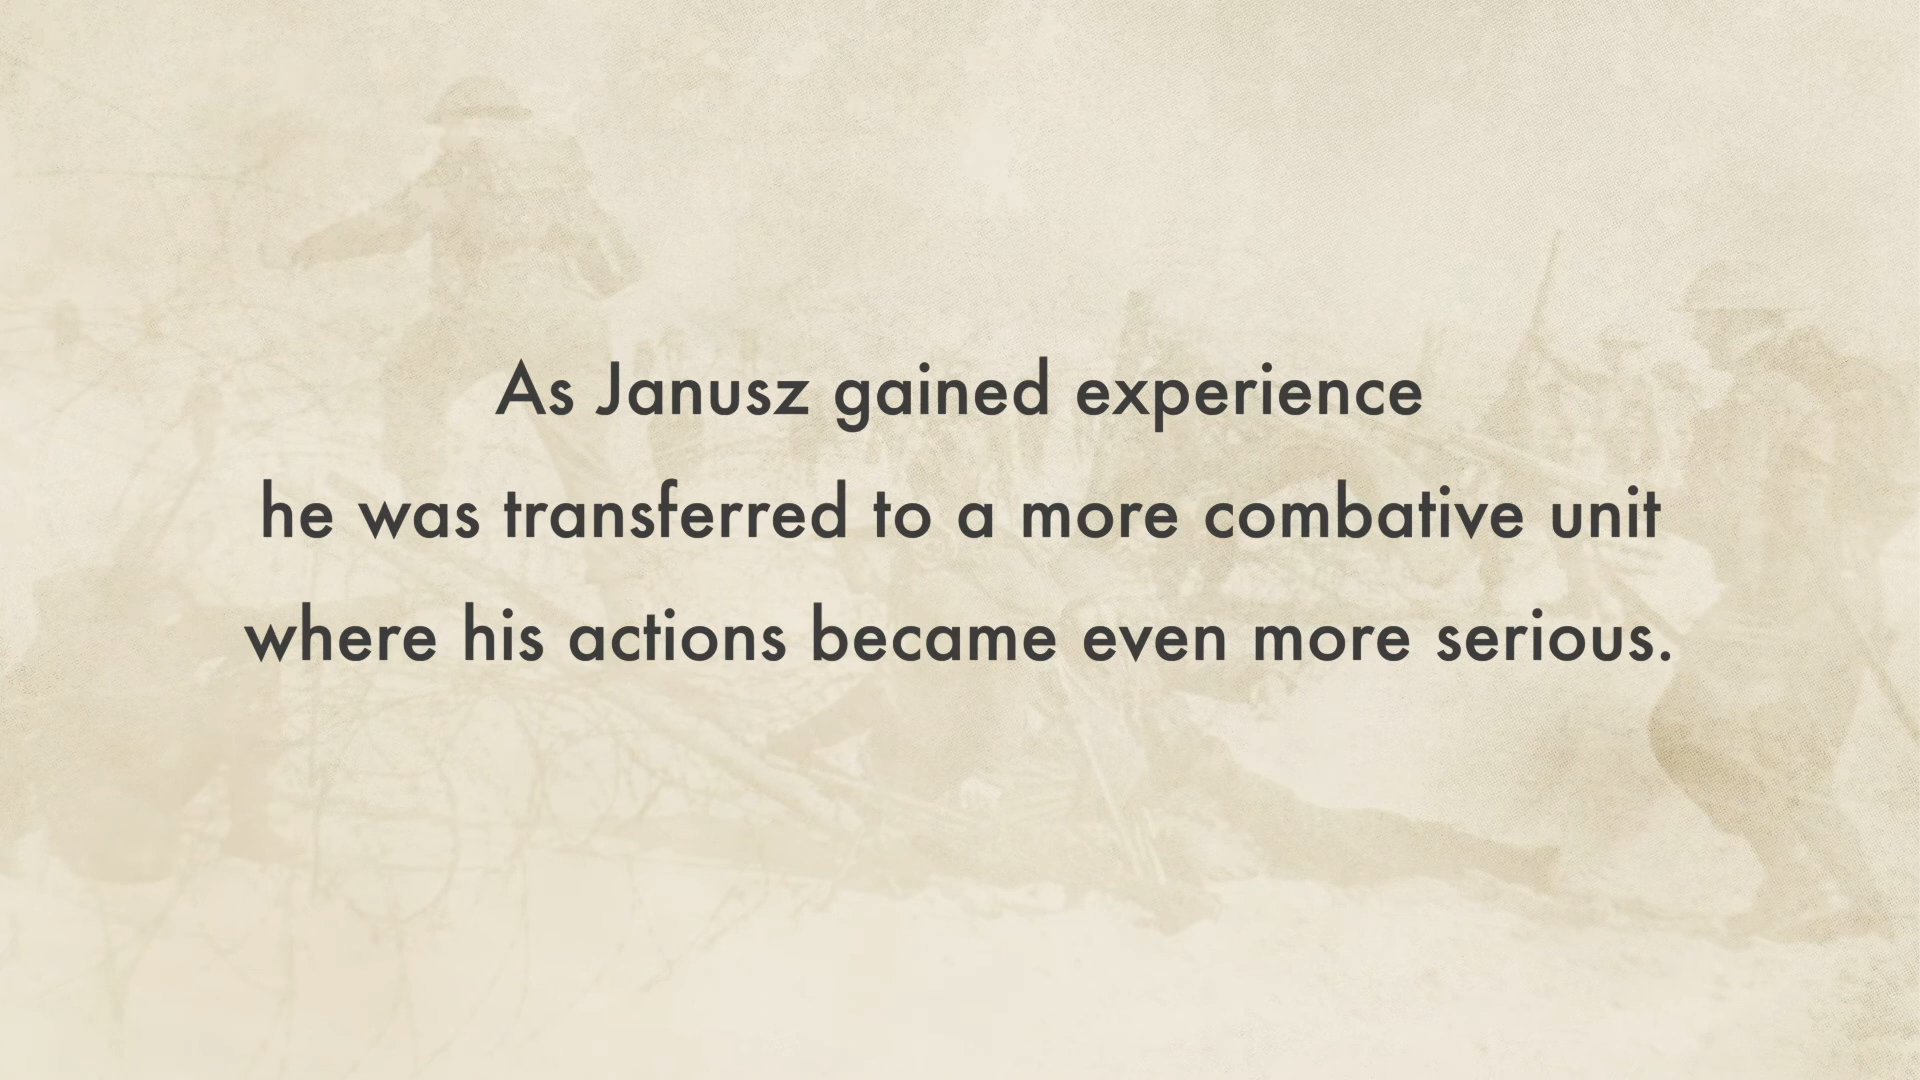 As Janusz gained experience
he was transferred to a more combative unit
where his actions became even more serious.